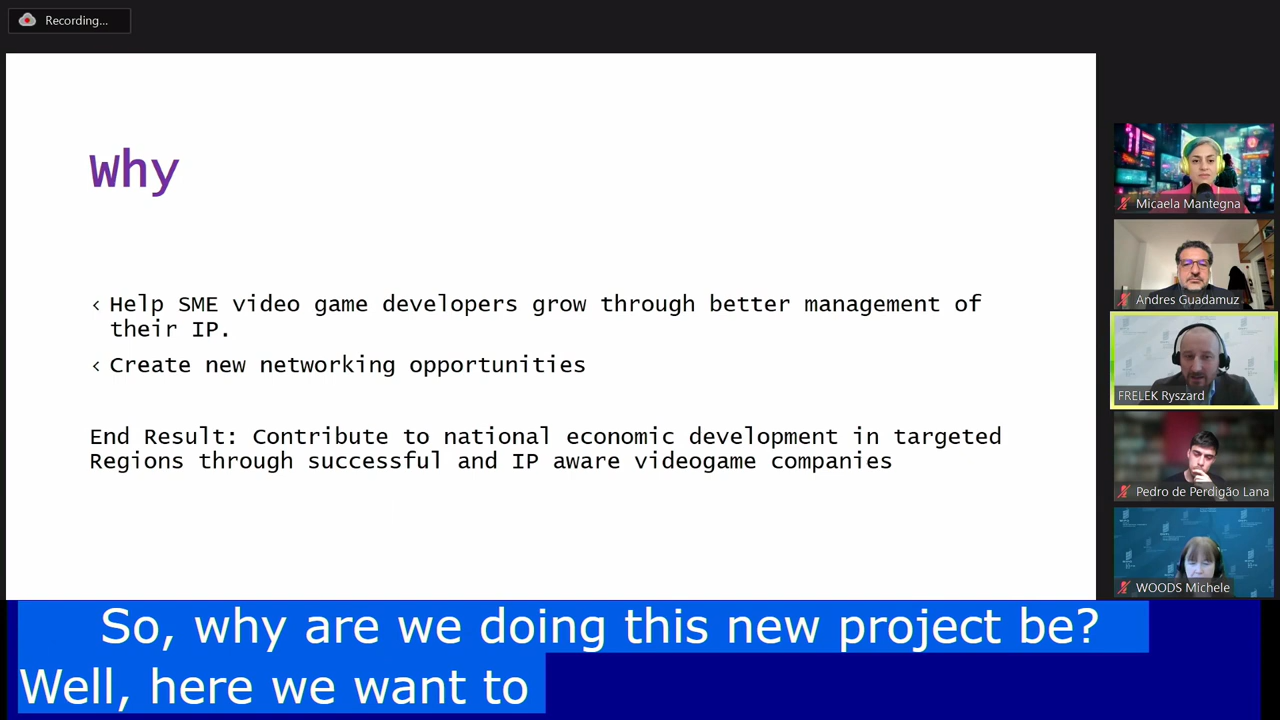 Recording...
Why
‹ Help SME video game developers grow through better management of
their IP.
‹ Create new networking opportunities
End Result: Contribute to national economic development in targeted
Regions through successful and IP aware videogame companies
Micaela Mantegna
Andres Guadamuz
FRELEK Ryszard
Pedro de Perdigão Lana
WOODS Michele
So, why are we doing this new project be?
Well, here we want to